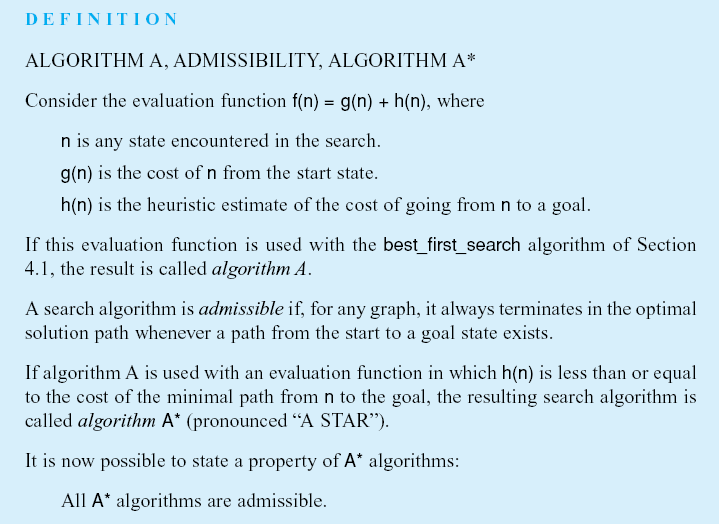 DEFINITION
ALGORITHM A, ADMISSIBILITY, ALGORITHM A*
Consider the evaluation function f(n) = g(n) + h(n), where
n is any state encountered in the search.
g(n) is the cost of n from the start state.
h(n) is the heuristic estimate of the cost of going from n to a goal.
If this evaluation function is used with the best_first_search algorithm of Section
4.1, the result is called algorithm A.
A search algorithm is admissible if, for any graph, it always terminates in the optimal
solution path whenever a path from the start to a goal state exists.
If algorithm A is used with an evaluation function in which h(n) is less than or equal
to the cost of the minimal path from n to the goal, the resulting search algorithm is
called algorithm A* (pronounced “A STAR”).
It is now possible to state a property of A* algorithms:
All A* algorithms are admissible.